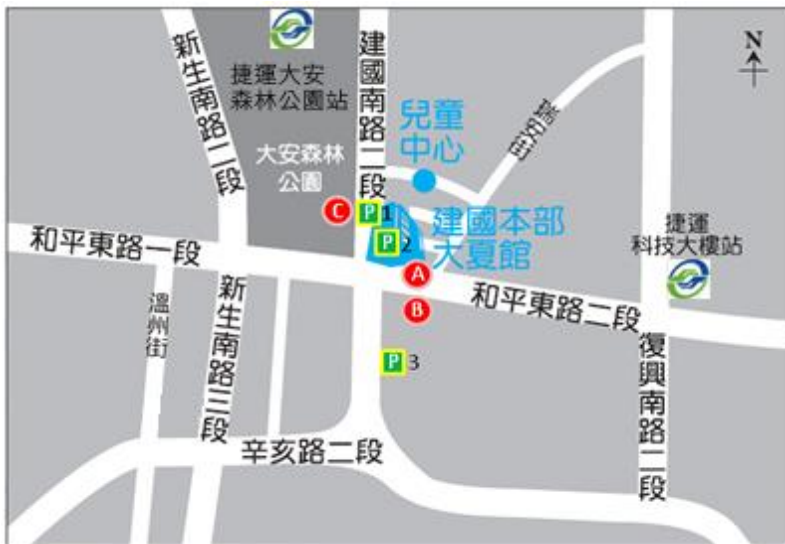 N
捷運大安
森林公園站
新生南路二段
建國南路二段
兒童
中心
瑞安街
大安森林
公園
C
P 1
P 2
建國本部
大夏館
捷運
科技大樓站
和平東路一段
A
B
和平東路二段
溫州街
新生南路三段
P 3
復興南路二段
辛亥路二段